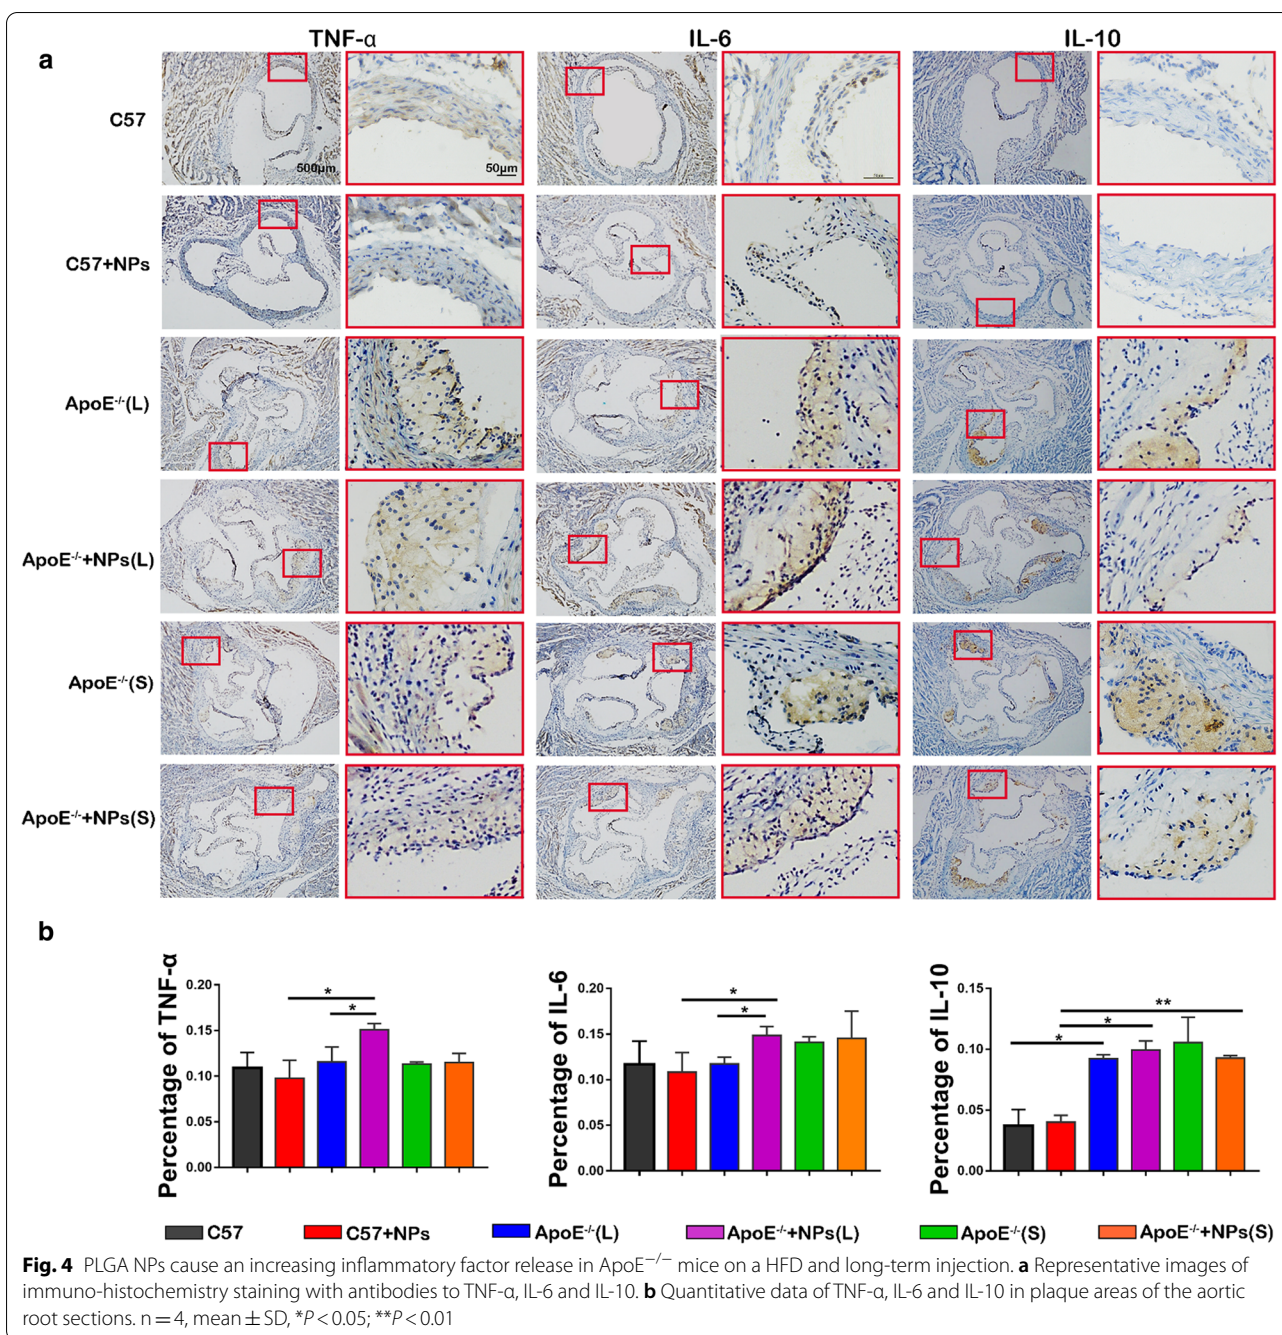 a
TNF-α IL-6 IL-10
C57
500μm 50μm
C57+NPs
ApoE-/-(L)
ApoE-/-+NPs(L)
ApoE-/-(S)
ApoE-/-+NPs(S)
b
Percentage of TNF-α
0.20
0.15
0.10
0.05
0.00
* *
Percentage of IL-6
0.20
0.15
0.10
0.05
0.00
* *
Percentage of IL-10
0.15
0.10
0.05
0.00
* * **
C57 C57+NPs ApoE-/-(L) ApoE-/-+NPs(L) ApoE-/-(S) ApoE-/-+NPs(S)
Fig. 4 PLGA NPs cause an increasing inflammatory factor release in ApoE−/− mice on a HFD and long-term injection. a Representative images of
immuno-histochemistry staining with antibodies to TNF-α, IL-6 and IL-10. b Quantitative data of TNF-α, IL-6 and IL-10 in plaque areas of the aortic
root sections. n = 4, mean ± SD, *P < 0.05; **P < 0.01